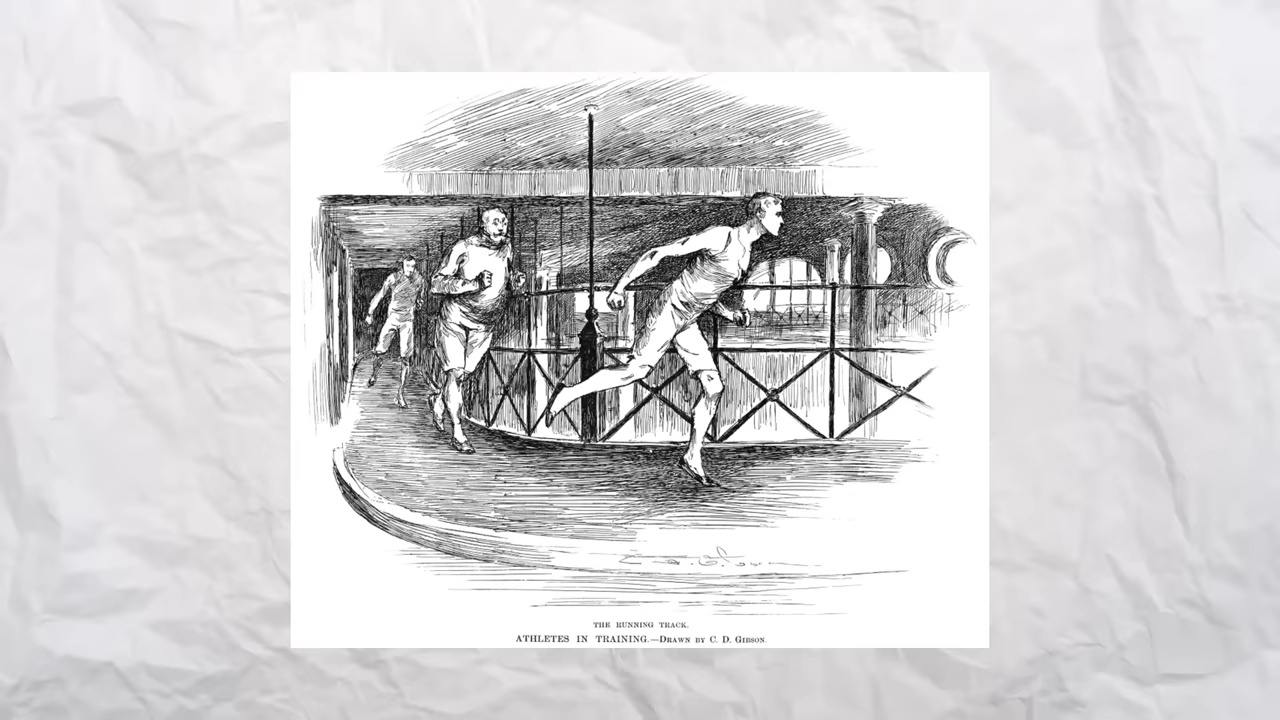 THE RUNNING TRACK.
ATHLETES IN TRAINING.—DRAWN BY C. D. GIBSON.